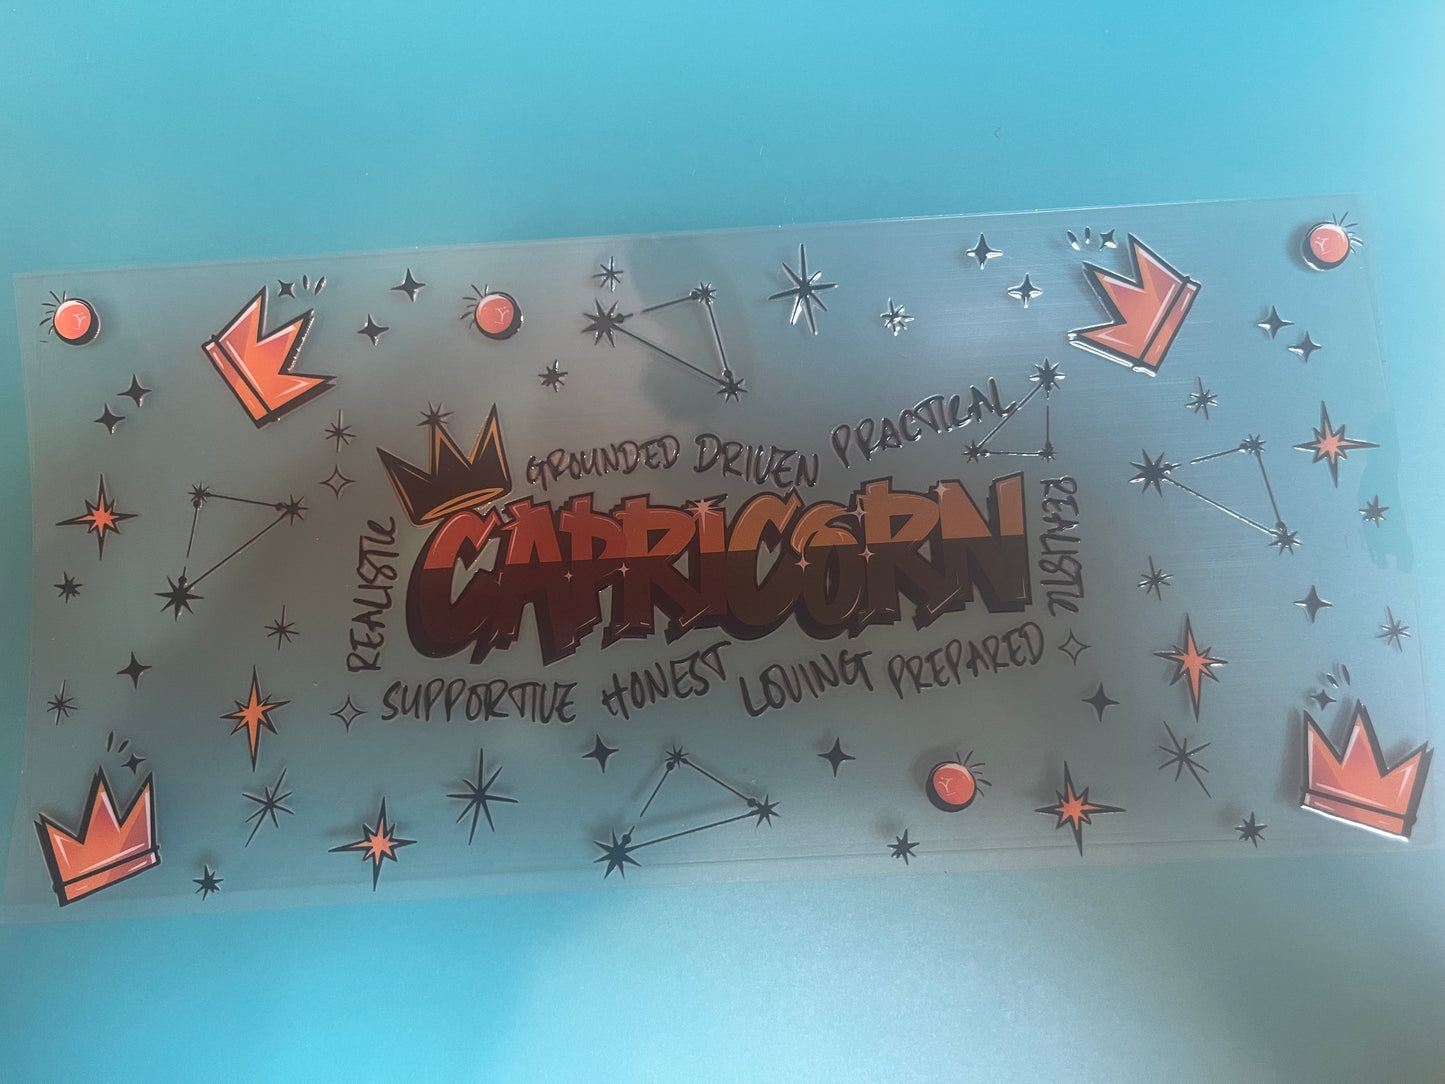 GROUNDED DRIVEN PRACTICAL
REALISTIC
CAPRICORN
REALISTIC
SUPPORTIVE HONEST LOVING PREPARED